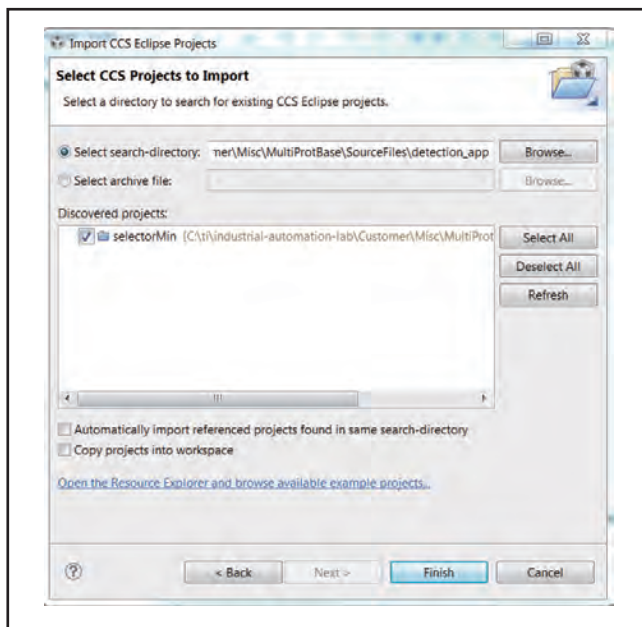 Import CCS Eclipse Projects
Select CCS Projects to Import
Select a directory to search for existing CCS Eclipse projects.
Select search-directory: ner\Misc\MultiProtBase\SourceFiles\detection_app Browse...
Select archive file: Browse...
Discovered projects:
selectorMin [C:\ti\industrial-automation-lab\Customer\Misc\MultiProt Select All
Deselect All
Refresh
Automatically import referenced projects found in same search-directory
Copy projects into workspace
Open the Resource Explorer and browse available example projects...
? < Back Next > Finish Cancel